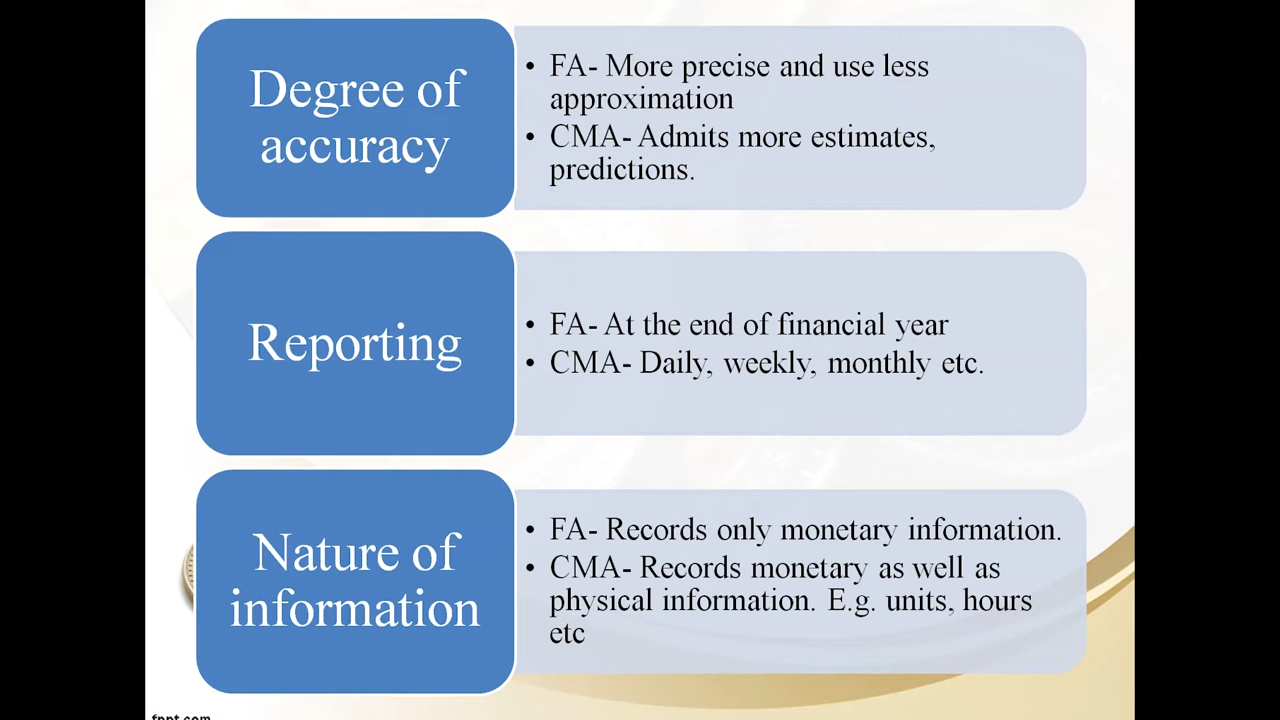 Degree of
accuracy
• FA- More precise and use less
approximation
• CMA- Admits more estimates,
predictions.
Reporting
• FA- At the end of financial year
• CMA- Daily, weekly, monthly etc.
Nature of
information
• FA- Records only monetary information.
• CMA- Records monetary as well as
physical information. E.g. units, hours
etc
fppt.com